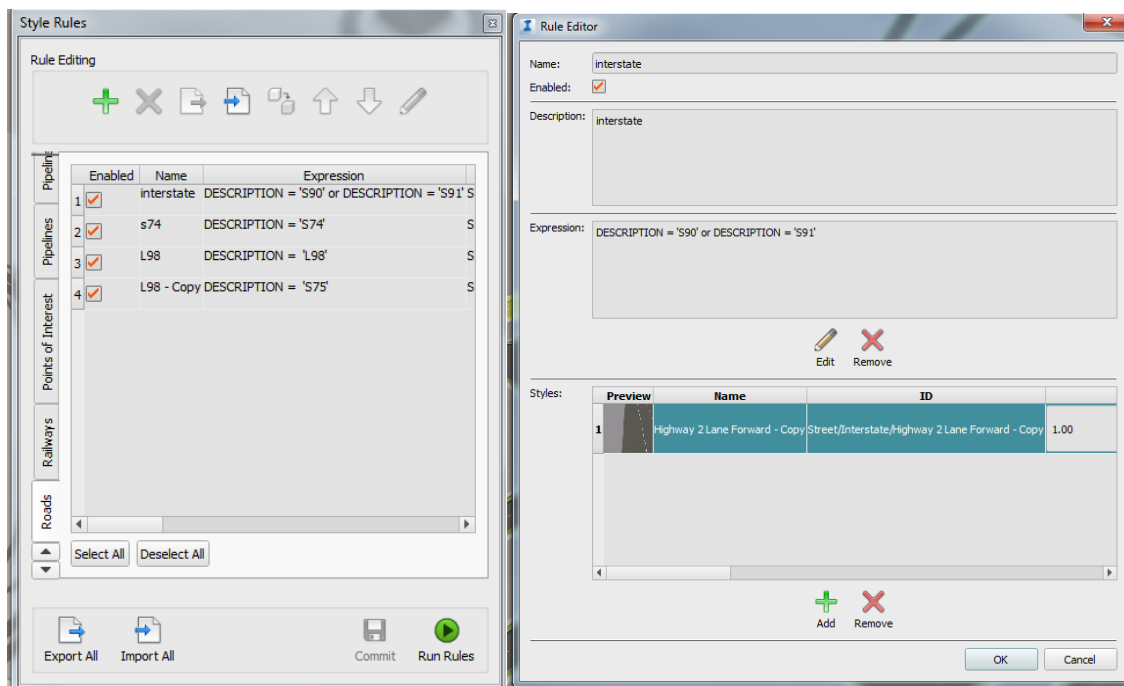 Style Rules
Rule Editing
Pipelin
Pipelines
Points of Interest
Railways
Roads
Enabled Name Expression
1 interstate DESCRIPTION = 'S90' or DESCRIPTION = 'S91' S
2 s74 DESCRIPTION = 'S74' S
3 L98 DESCRIPTION = 'L98' S
4 L98 - Copy DESCRIPTION = 'S75' S
Select All Deselect All
Export All Import All Commit Run Rules
I Rule Editor
Name: interstate
Enabled:
Description: interstate
Expression: DESCRIPTION = 'S90' or DESCRIPTION = 'S91'
Edit Remove
Styles:
Preview Name ID
1 Highway 2 Lane Forward - Copy Street/Interstate/Highway 2 Lane Forward - Copy 1.00
Add Remove
OK Cancel